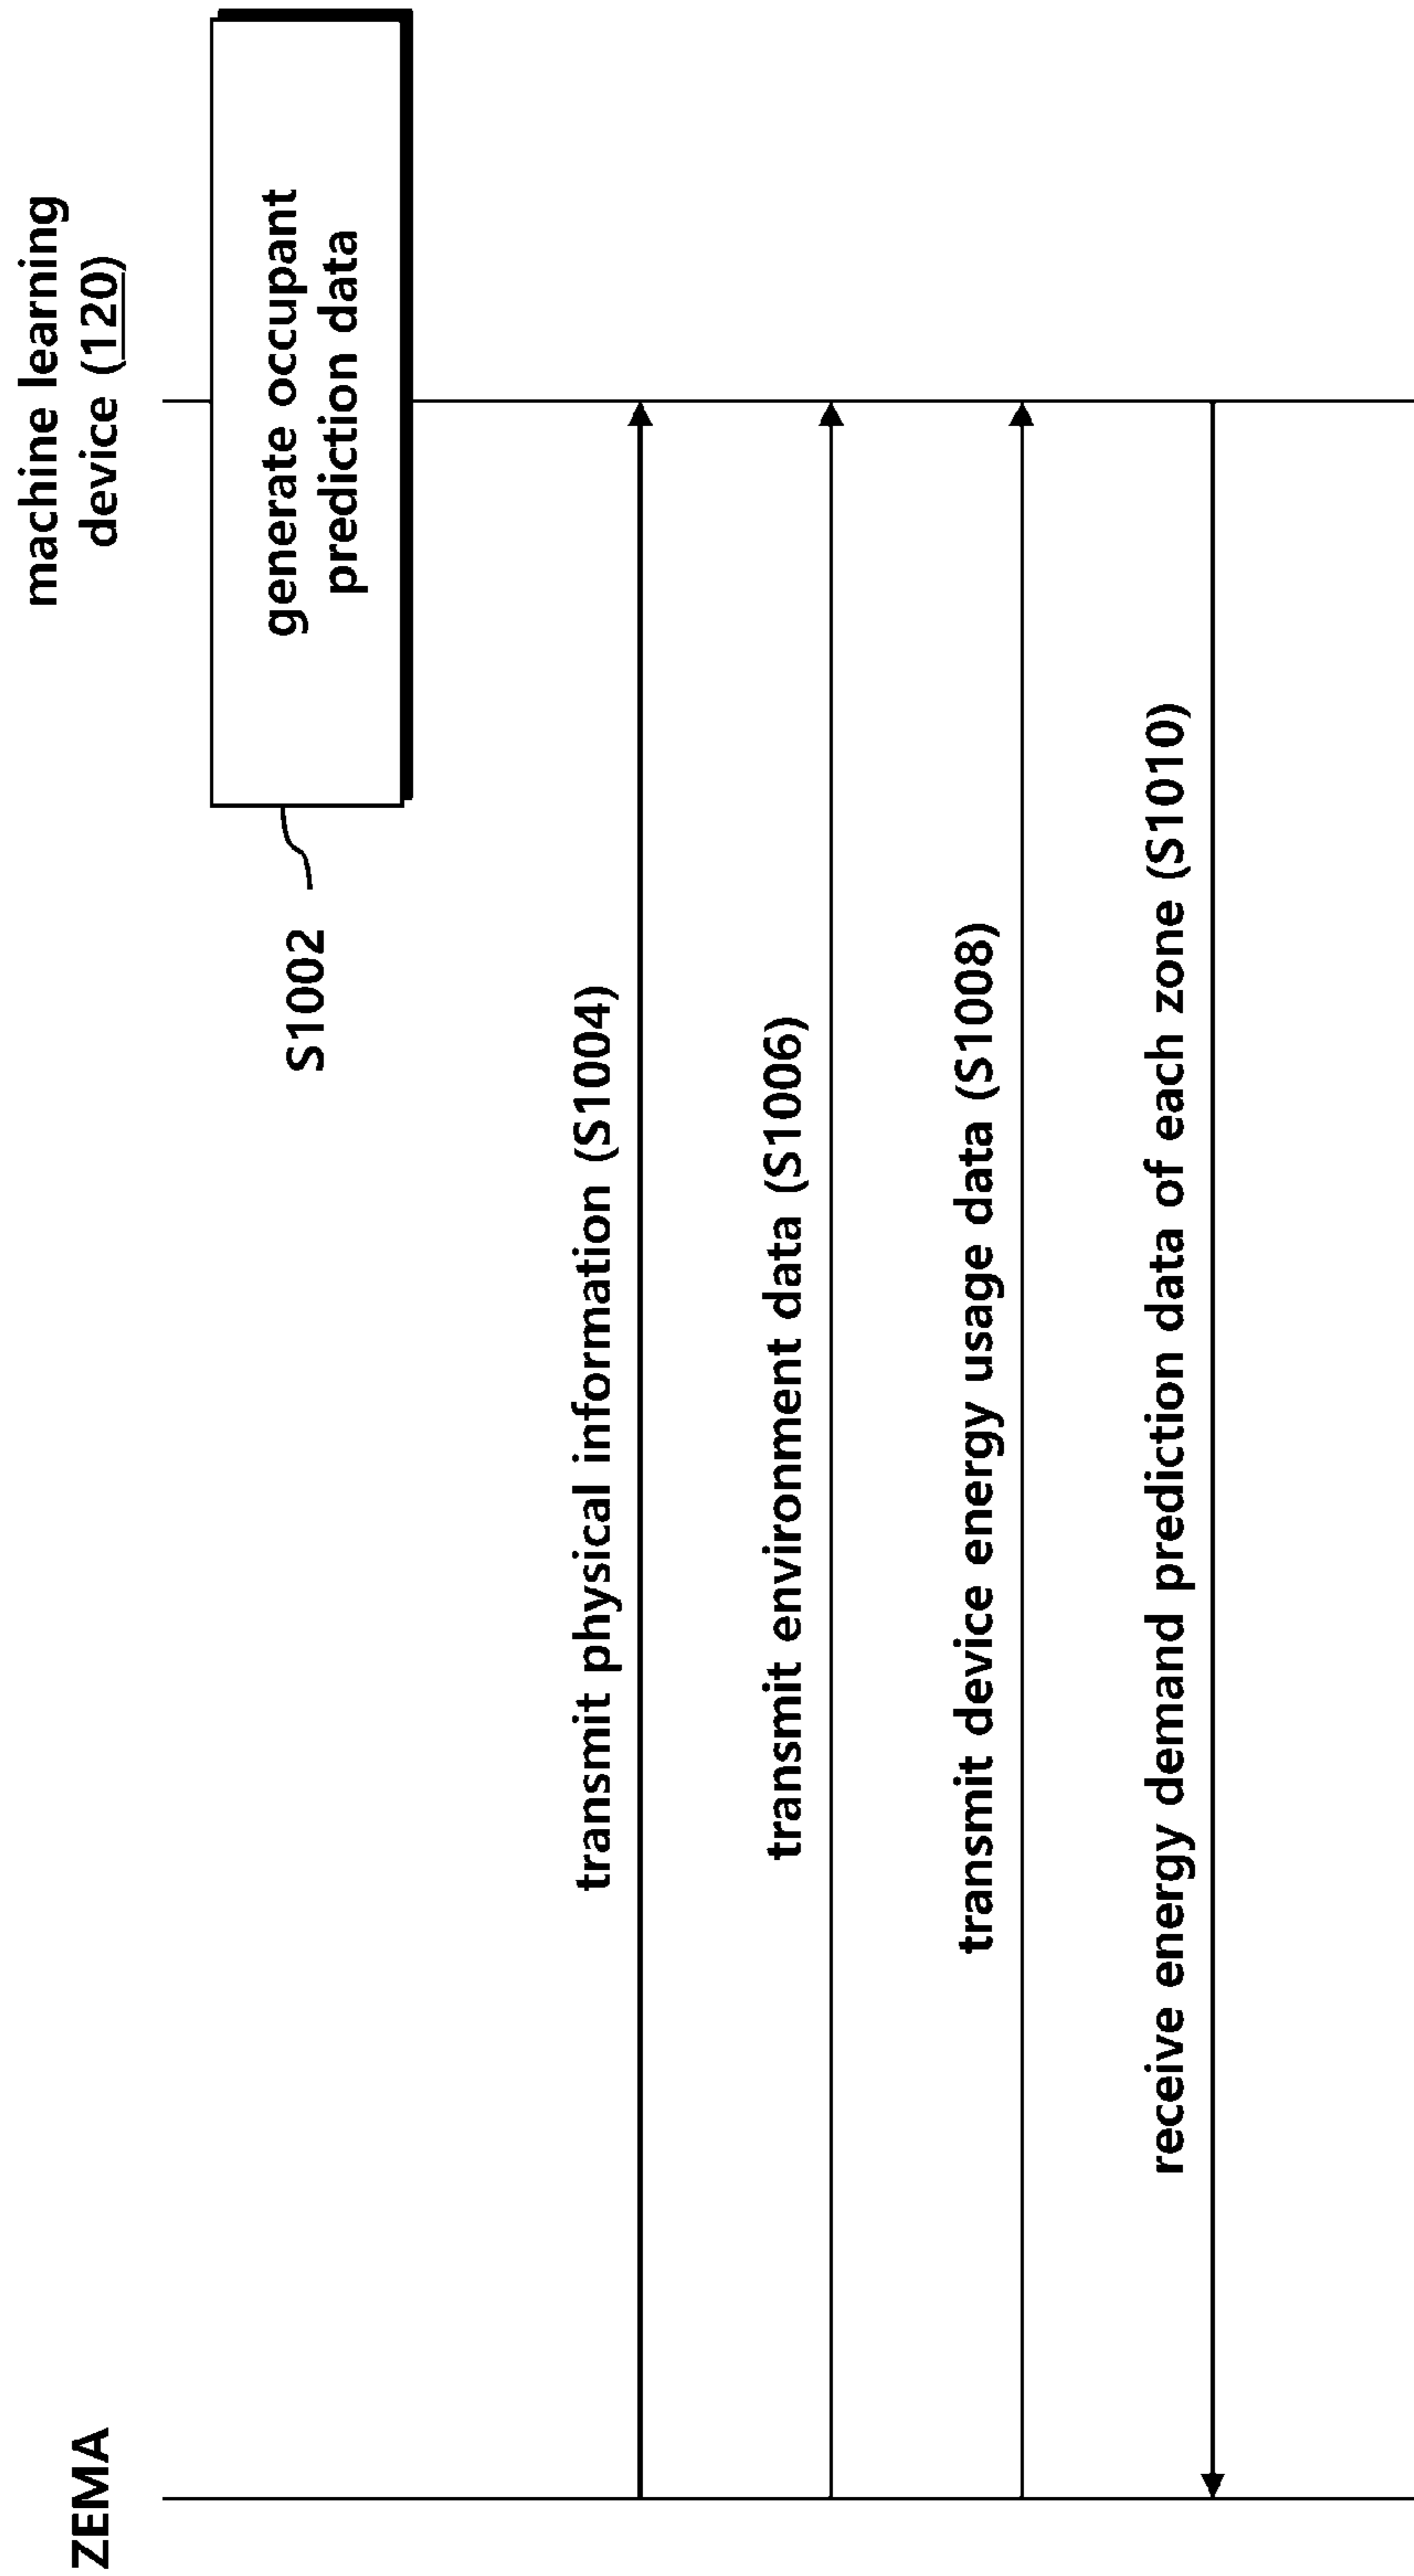 ZEMA
machine learning
device (120)
generate occupant
prediction data
S1002
transmit physical information (S1004)
transmit environment data (S1006)
transmit device energy usage data (S1008)
receive energy demand prediction data of each zone (S1010)